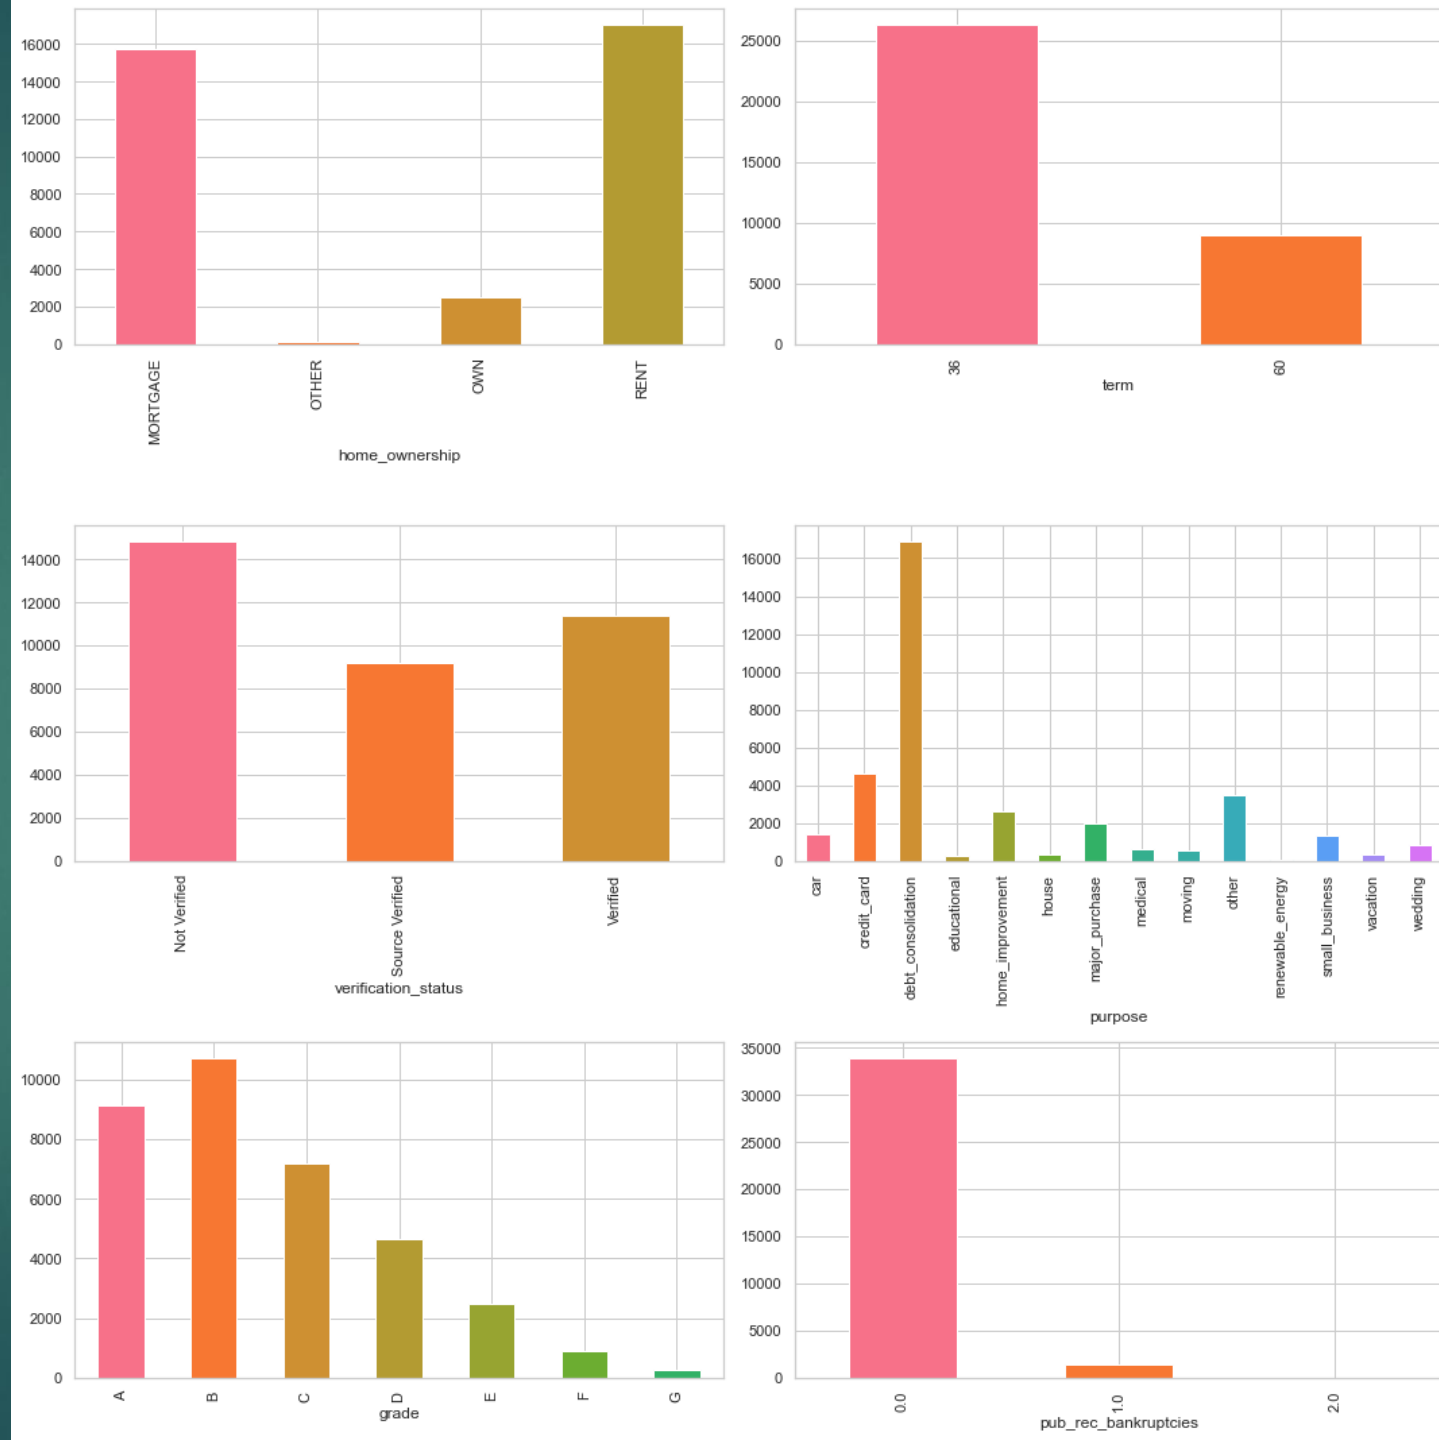 16000
14000
12000
10000
8000
6000
4000
2000
0
MORTGAGE
OTHER
OWN
RENT
home_ownership
25000
20000
15000
10000
5000
0
36
60
term
14000
12000
10000
8000
6000
4000
2000
0
Not Verified
Source Verified
Verified
verification_status
16000
14000
12000
10000
8000
6000
4000
2000
0
car
credit_card
debt_consolidation
educational
home_improvement
house
major_purchase
medical
moving
other
renewable_energy
small_business
vacation
wedding
purpose
10000
8000
6000
4000
2000
0
A
B
C
D
E
F
G
grade
35000
30000
25000
20000
15000
10000
5000
0
0.0
1.0
2.0
pub_rec_bankruptcies